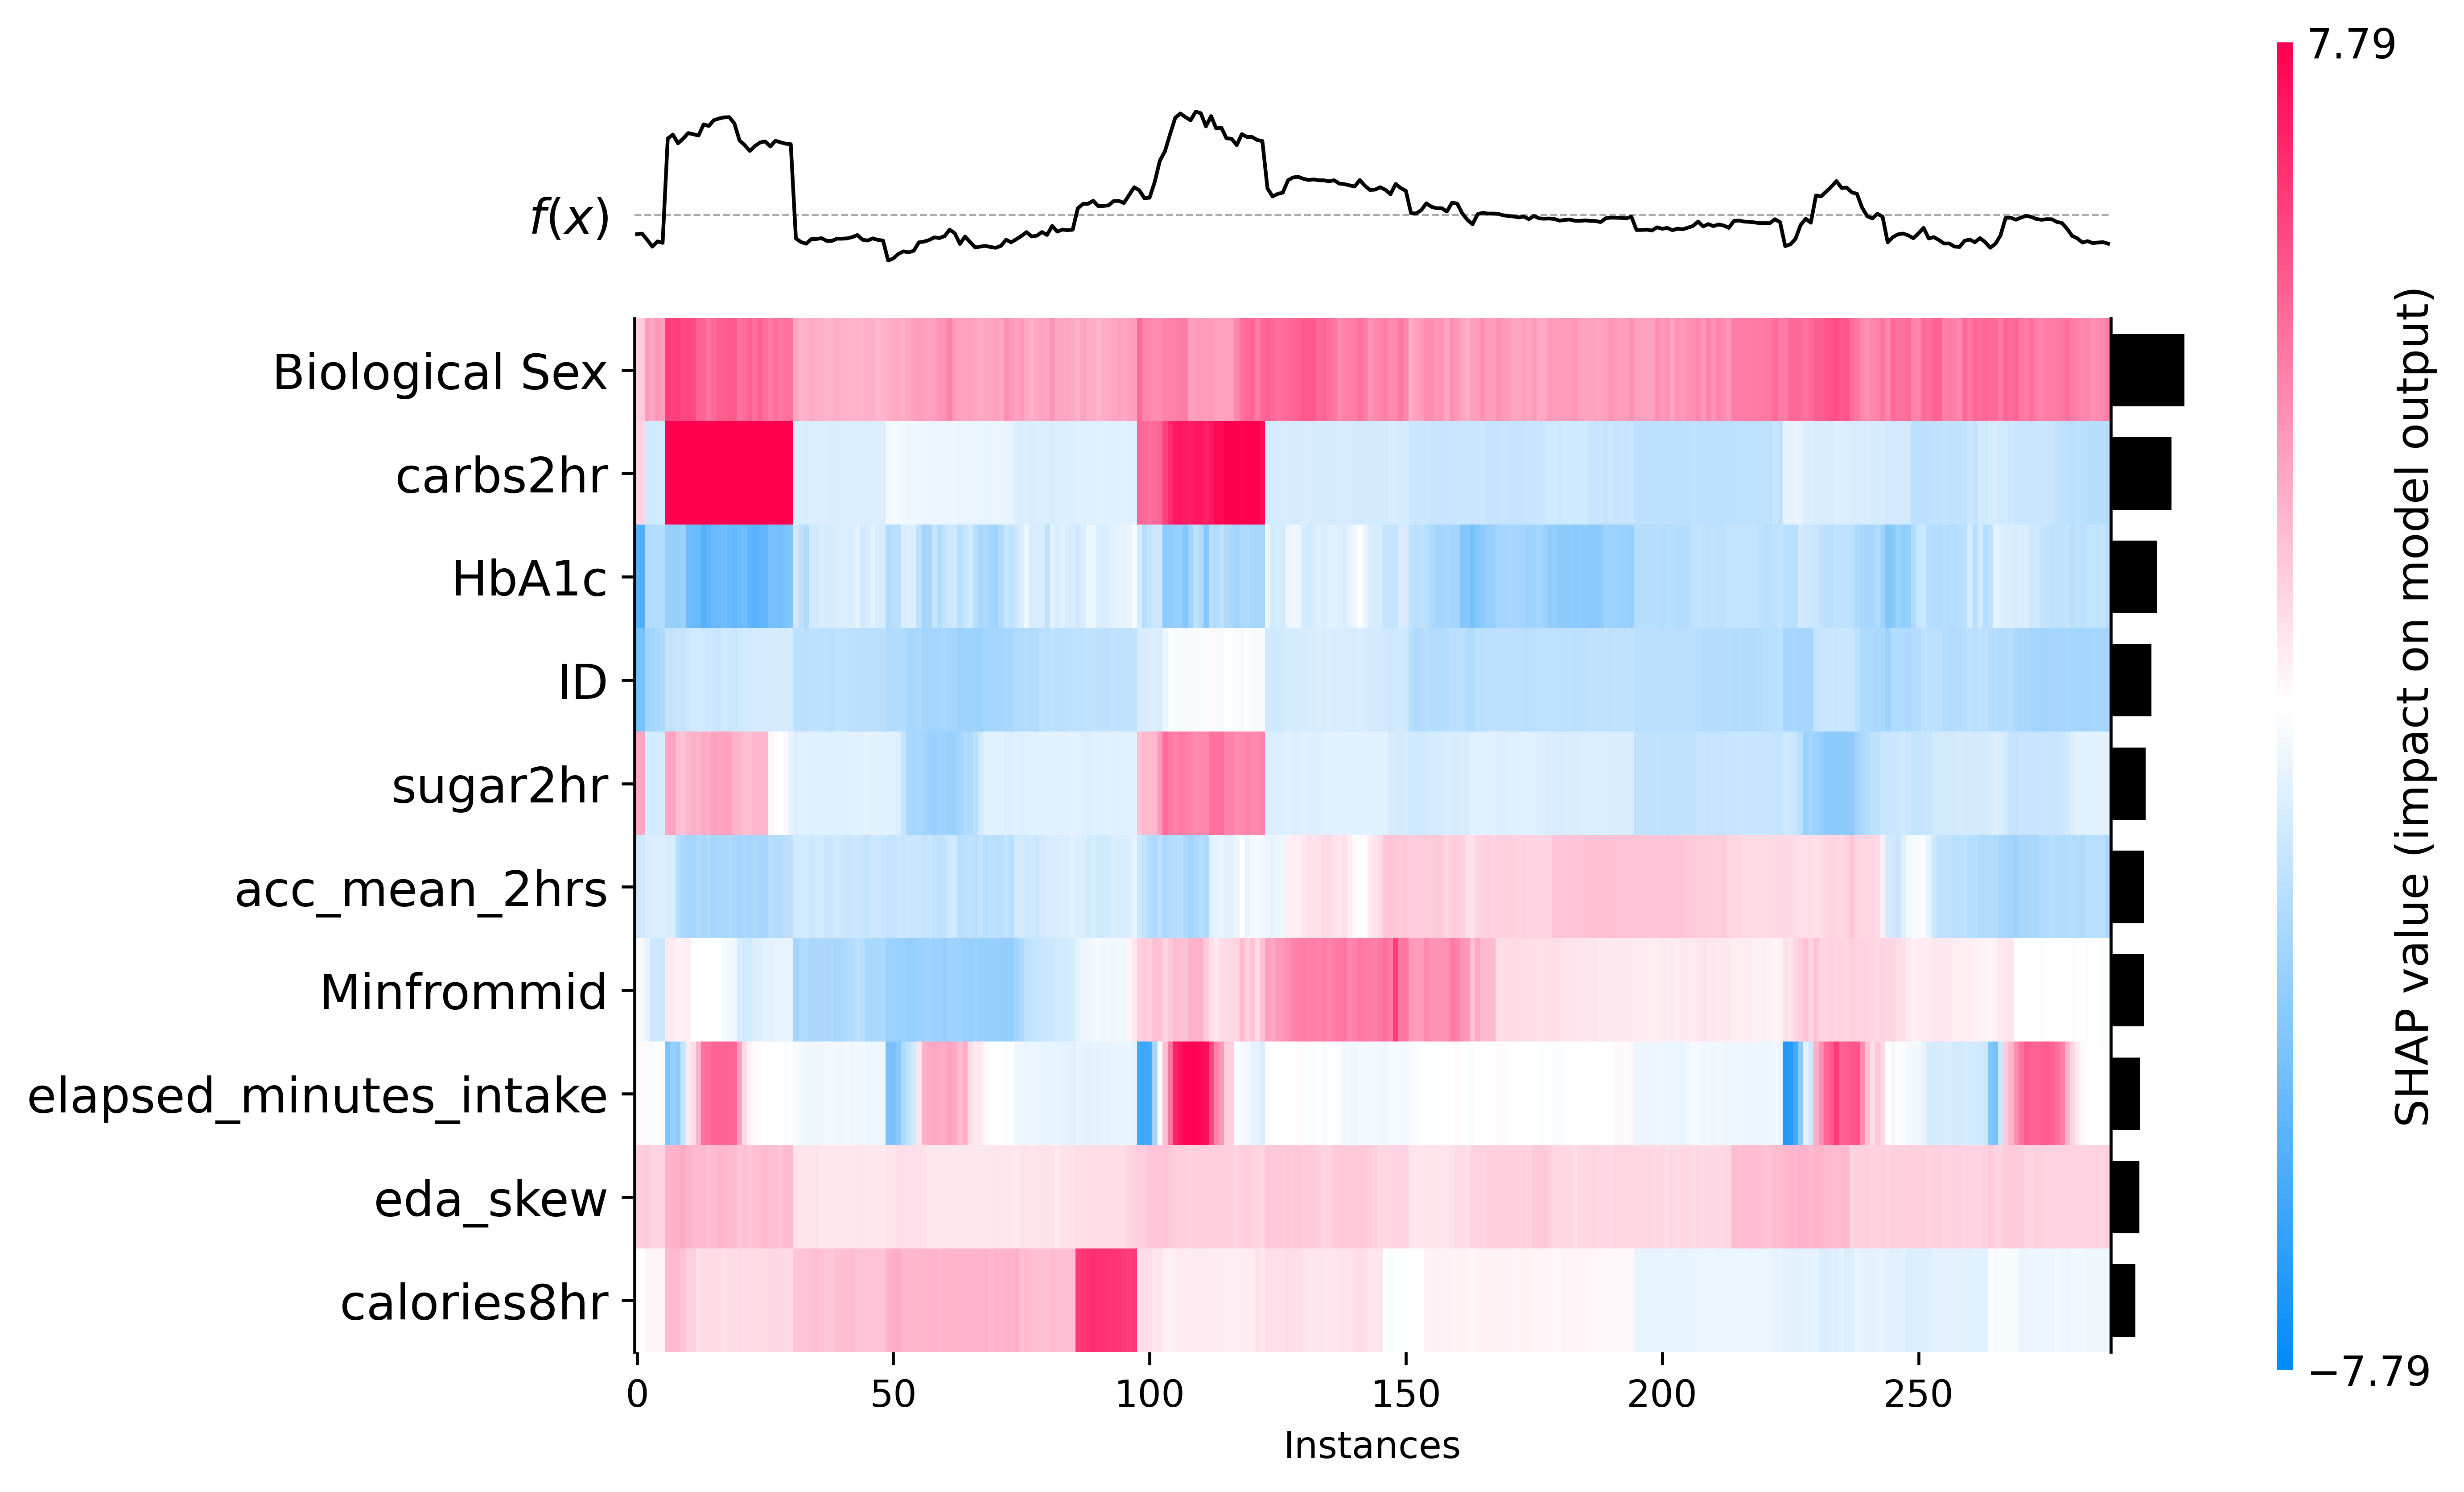 7.79
f(x)
Biological Sex
carbs2hr
HbA1c
ID
sugar2hr
acc_mean_2hrs
Minfrommid
elapsed_minutes_intake
eda_skew
calories8hr
0 50 100 150 200 250
Instances
SHAP value (impact on model output)
−7.79